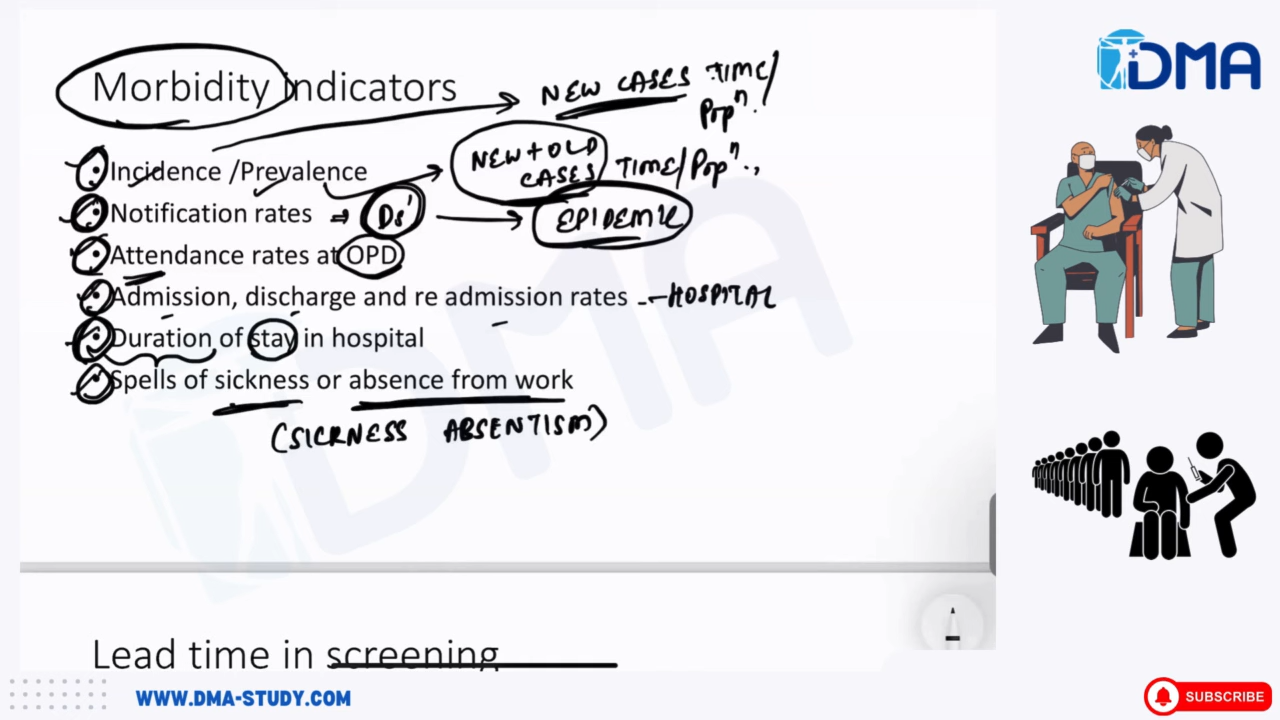 DMA
Morbidity indicators
NEW CASES TIME/
Popⁿ.
Incidence /Prevalence
NEW + OLD
CASES
TIME/Popⁿ.,
Notification rates ⇒ Ds' → EPIDEMIC
Attendance rates at OPD
Admission, discharge and re admission rates -- HOSPITAL
Duration of stay in hospital
Spells of sickness or absence from work
(SICKNESS ABSENTISM)
DMA
Lead time in screening
WWW.DMA-STUDY.COM
SUBSCRIBE